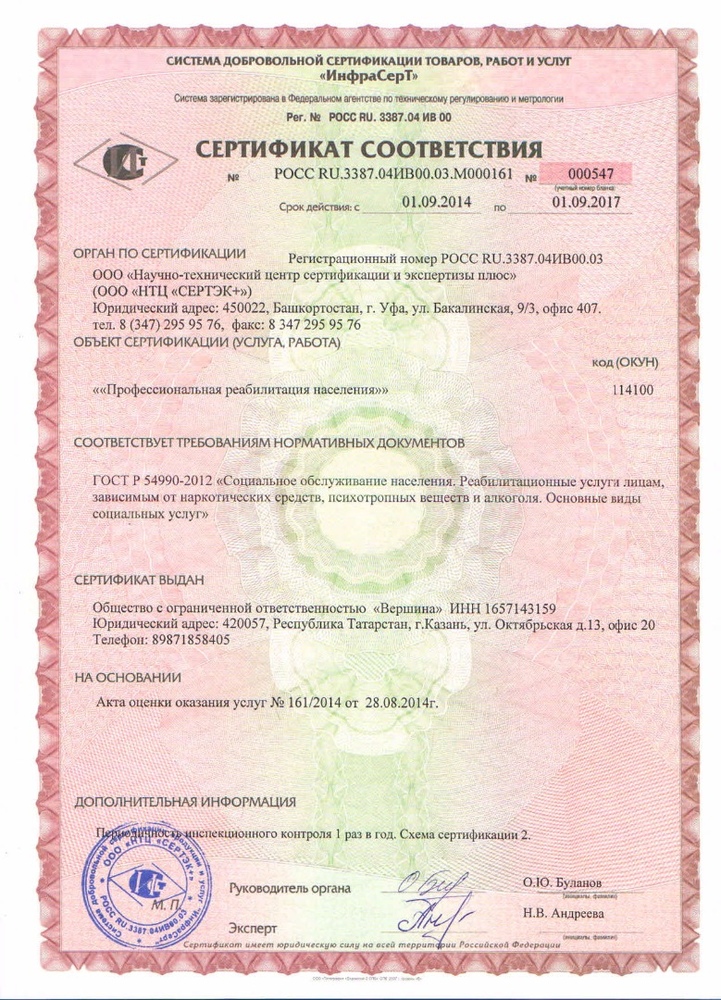 СИСТЕМА ДОБРОВОЛЬНОЙ СЕРТИФИКАЦИИ ТОВАРОВ, РАБОТ И УСЛУГ
«ИнфраСерТ»
Система зарегистрирована в Федеральном агентстве по техническому регулированию и метрологии
Рег. № РОСС RU. 3387.04 ИВ 00
СЕРТИФИКАТ СООТВЕТСТВИЯ
№ РОСС RU.3387.04ИВ00.03.М000161 № 000547
(учетный номер бланка)
Срок действия: с 01.09.2014 по 01.09.2017
ОРГАН ПО СЕРТИФИКАЦИИ Регистрационный номер РОСС RU.3387.04ИВ00.03
ООО «Научно-технический центр сертификации и экспертизы плюс»
(ООО «НТЦ «СЕРТЭК+»)
Юридический адрес: 450022, Башкортостан, г. Уфа, ул. Бакалинская, 9/3, офис 407.
тел. 8 (347) 295 95 76, факс: 8 347 295 95 76
ОБЪЕКТ СЕРТИФИКАЦИИ (УСЛУГА, РАБОТА)
код (ОКУН)
««Профессиональная реабилитация населения»» 114100
СООТВЕТСТВУЕТ ТРЕБОВАНИЯМ НОРМАТИВНЫХ ДОКУМЕНТОВ
ГОСТ Р 54990-2012 «Социальное обслуживание населения. Реабилитационные услуги лицам,
зависимым от наркотических средств, психотропных веществ и алкоголя. Основные виды
социальных услуг»
СЕРТИФИКАТ ВЫДАН
Общество с ограниченной ответственностью «Вершина» ИНН 1657143159
Юридический адрес: 420057, Республика Татарстан, г.Казань, ул. Октябрьская д.13, офис 20
Телефон: 89871858405
НА ОСНОВАНИИ
Акта оценки оказания услуг № 161/2014 от 28.08.2014г.
ДОПОЛНИТЕЛЬНАЯ ИНФОРМАЦИЯ
Периодичность инспекционного контроля 1 раз в год. Схема сертификации 2.
Система добровольной сертификации продукции и услуг «ИнфраСерт»
ООО «НТЦ «СЕРТЭК+»
РОСС RU.3387.04ИВ00.03
М.П.
Руководитель органа О.Ю. Буланов
(инициалы, фамилия)
Эксперт Н.В. Андреева
(инициалы, фамилия)
Сертификат имеет юридическую силу на всей территории Российской Федерации